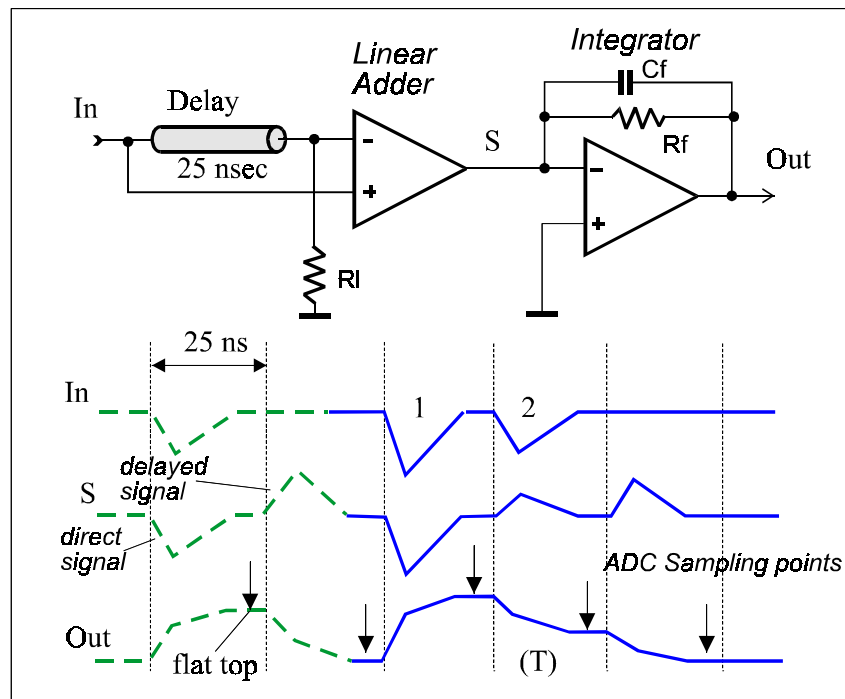 Integrator
Linear
Adder
Cf
In
Delay
-
S
-
Rf
Out
25 nsec
+
+
Rl
25 ns
In
1
2
delayed
signal
S
direct
signal
ADC Sampling points
Out
flat top
(T)